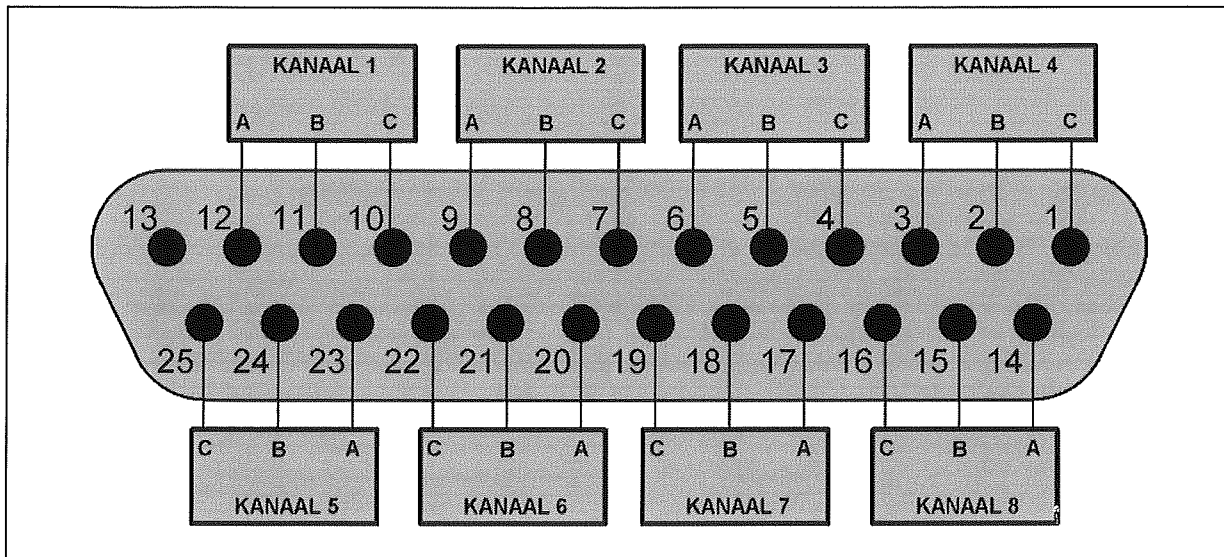 KANAAL 1 KANAAL 2 KANAAL 3 KANAAL 4
A B C A B C A B C A B C
13 12 11 10 9 8 7 6 5 4 3 2 1
25 24 23 22 21 20 19 18 17 16 15 14
C B A C B A C B A C B A
KANAAL 5 KANAAL 6 KANAAL 7 KANAAL 8